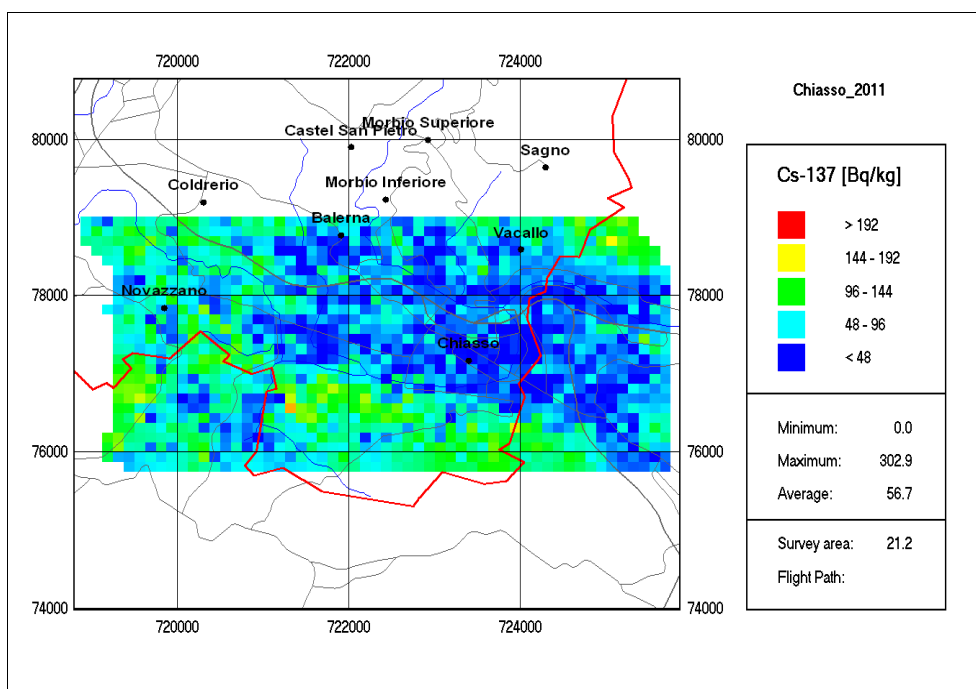 720000 722000 724000
Chiasso_2011
80000 80000
Morbio Superiore
Castel San Pietro
Sagno
Coldrerio
Morbio Inferiore
Balerna
Vacallo
78000 78000
Novazzano
Chiasso
76000 76000
74000 74000
720000 722000 724000
Cs-137 [Bq/kg]
> 192
144 - 192
96 - 144
48 - 96
< 48
Minimum: 0.0
Maximum: 302.9
Average: 56.7
Survey area: 21.2
Flight Path: